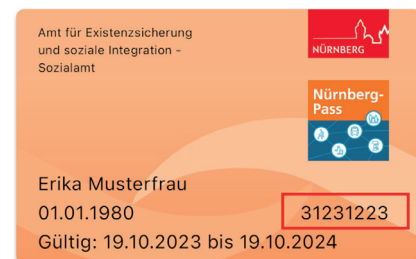 Amt für Existenzsicherung
und soziale Integration -
Sozialamt
NÜRNBERG
Nürnberg-
Pass
Erika Musterfrau
01.01.1980 31231223
Gültig: 19.10.2023 bis 19.10.2024